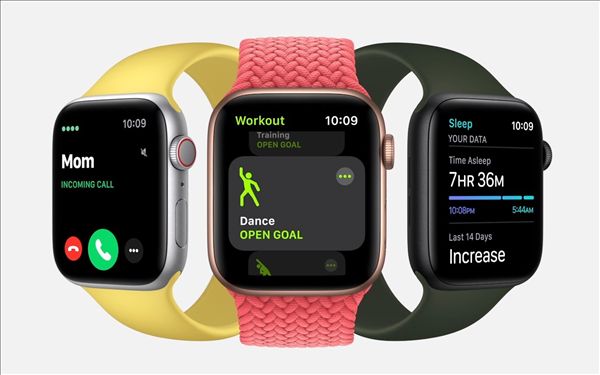 10:09
Mom
INCOMING CALL
Workout 10:09
Training
OPEN GOAL
Dance
OPEN GOAL
Sleep 10:09
YOUR DATA
Time Asleep
7HR 36M
10:08PM 5:44AM
Last 14 Days
Increase